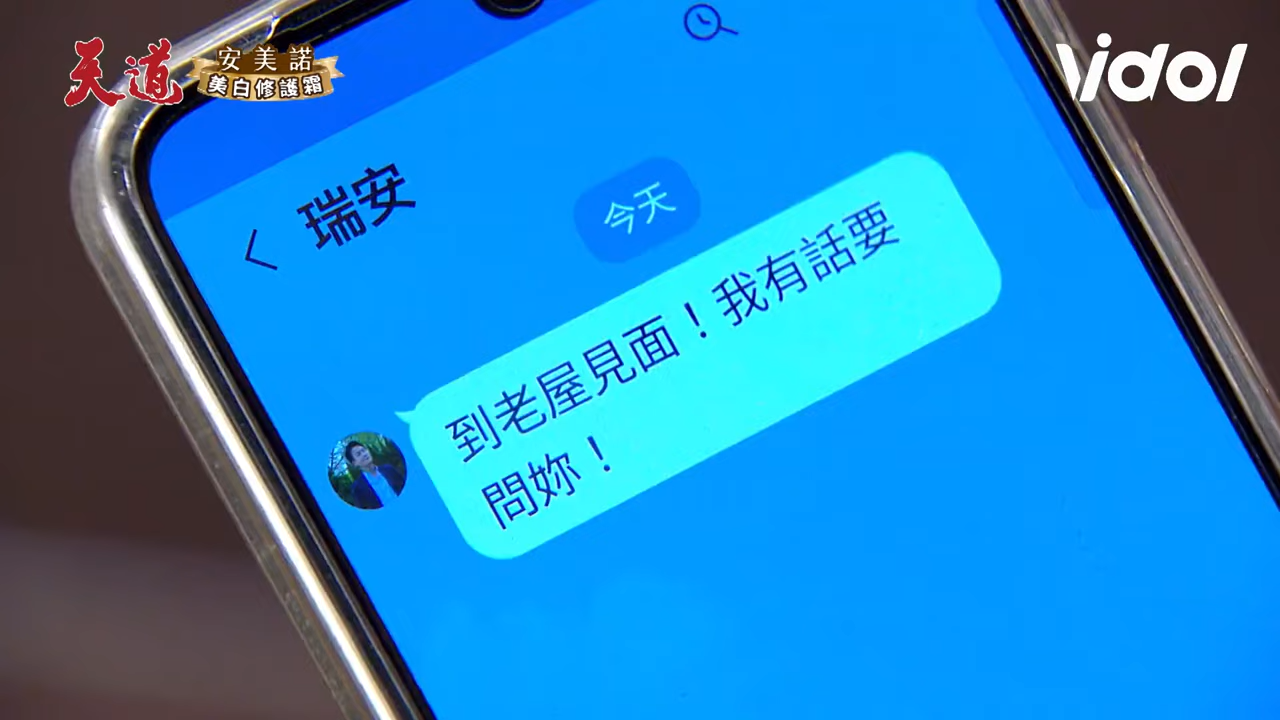 天道
安美諾
美白修護霜
vidol
瑞安
今天
到老屋見面！我有話要
問妳！